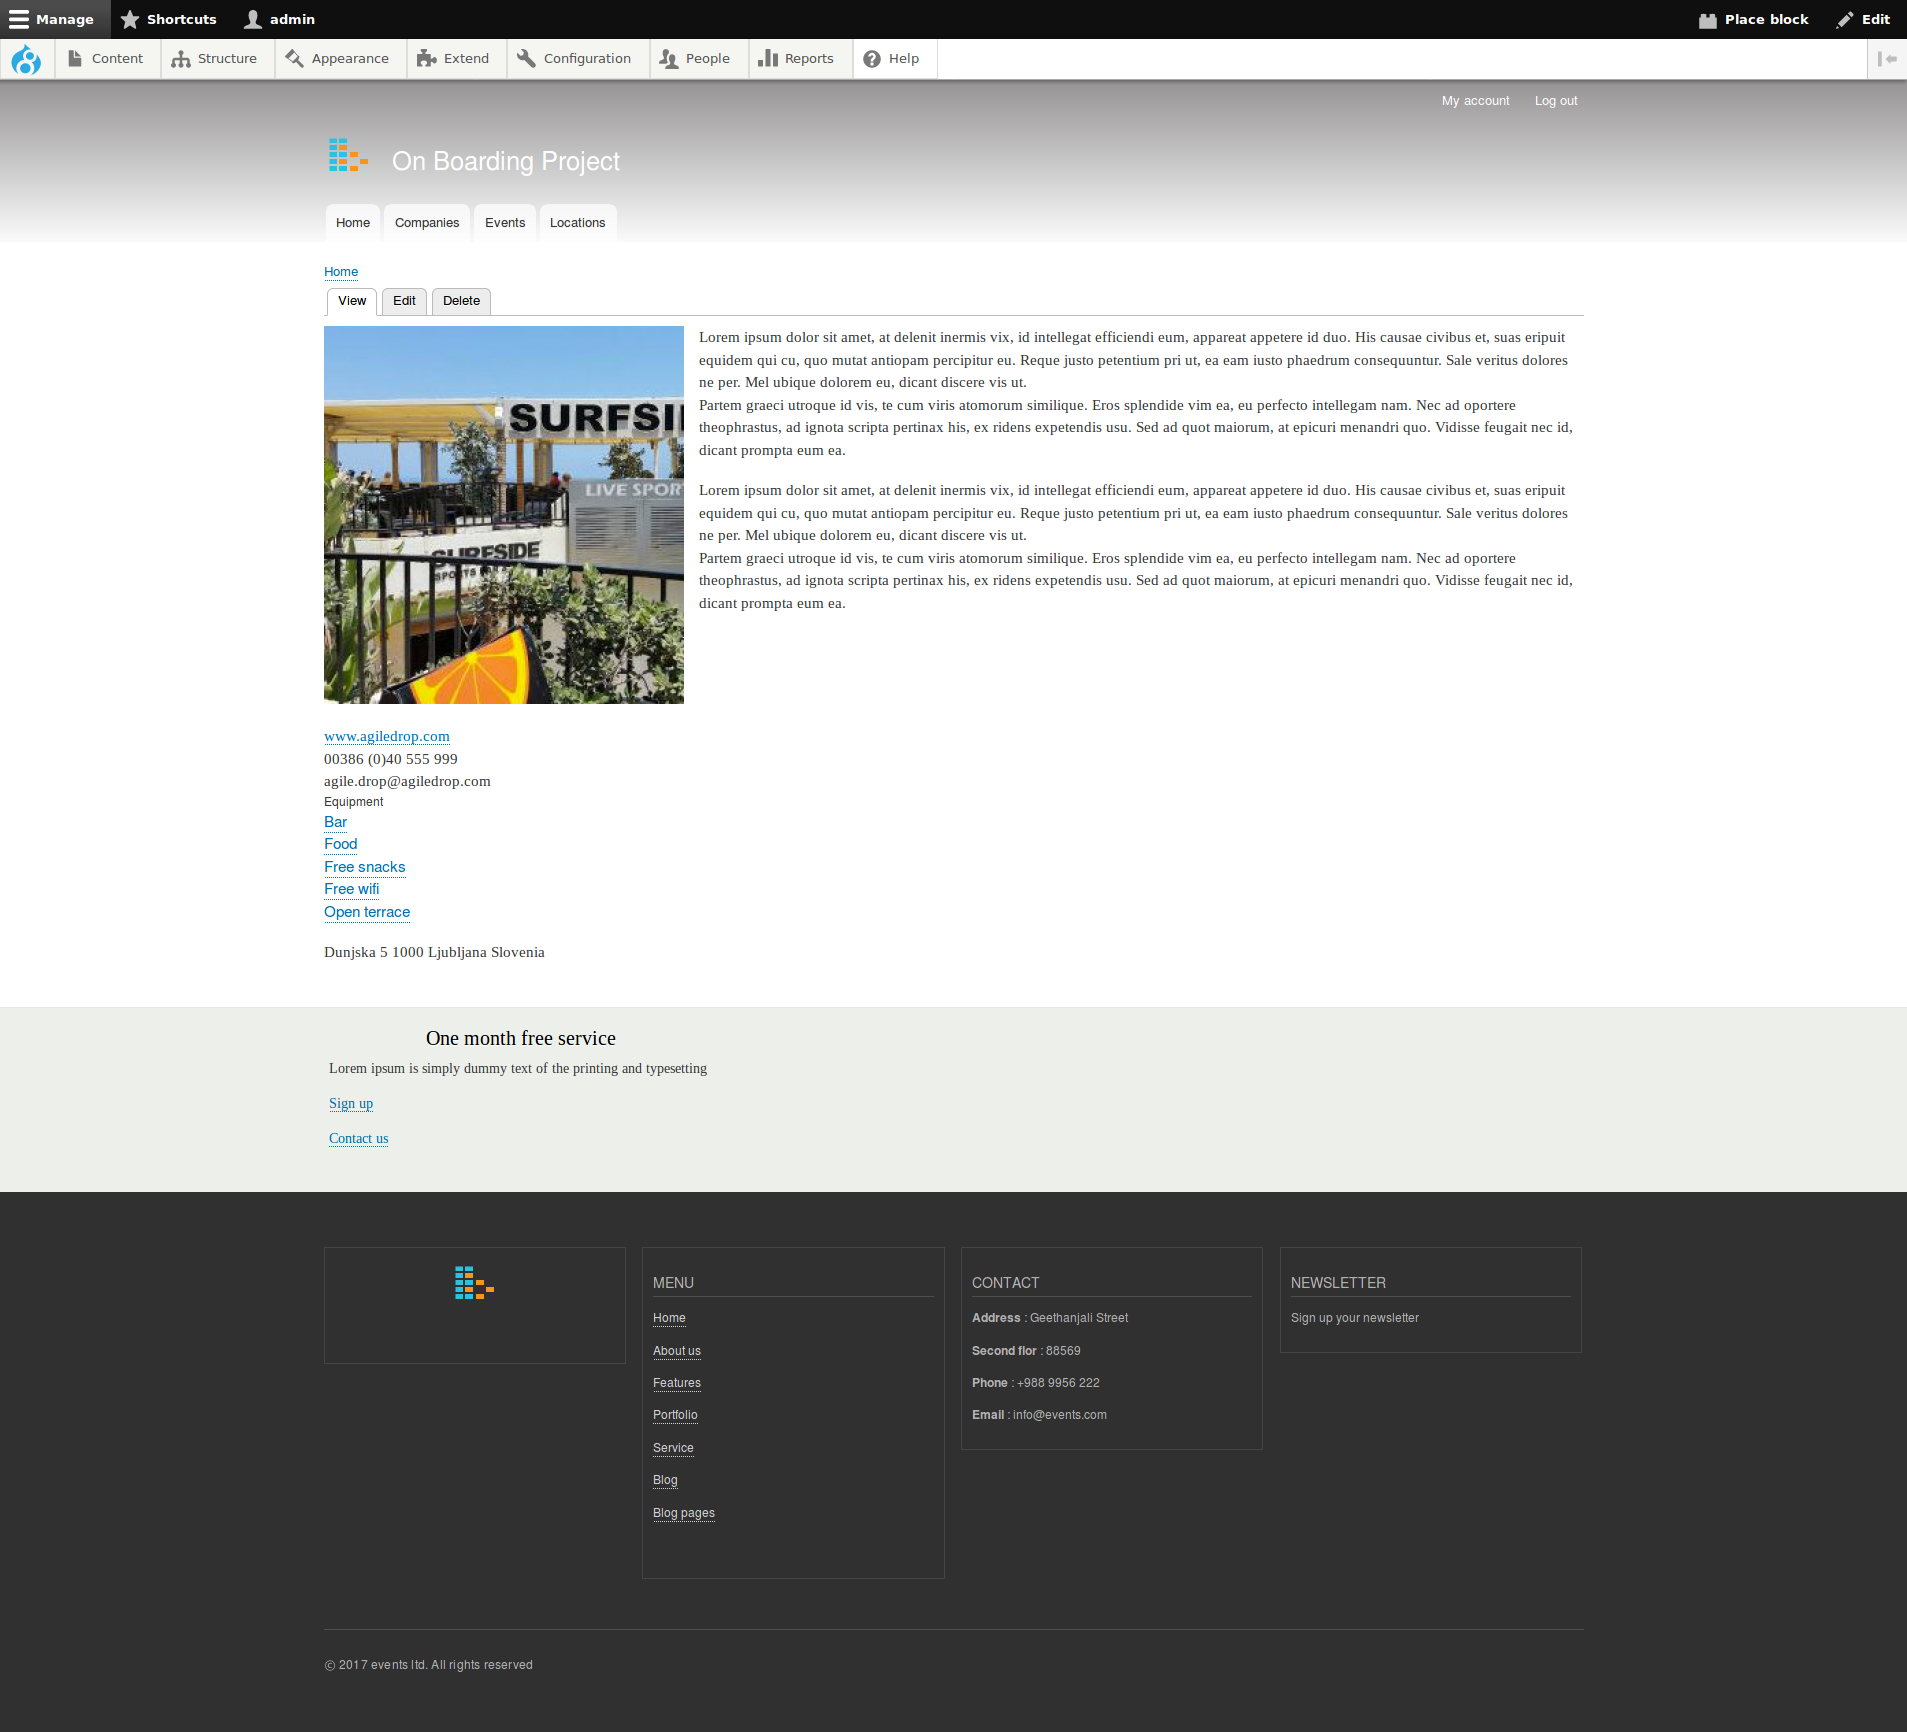 Manage Shortcuts admin Place block Edit
Content Structure Appearance Extend Configuration People Reports Help
My account Log out
On Boarding Project
Home Companies Events Locations
Home
View Edit Delete
SURFSI
LIVE SPORT
SURFSIDE
SPORTS BAR
Lorem ipsum dolor sit amet, at delenit inermis vix, id intellegat efficiendi eum, appareat appetere id duo. His causae civibus et, suas eripuit
equidem qui cu, quo mutat antiopam percipitur eu. Reque justo petentium pri ut, ea eam iusto phaedrum consequuntur. Sale veritus dolores
ne per. Mel ubique dolorem eu, dicant discere vis ut.
Partem graeci utroque id vis, te cum viris atomorum similique. Eros splendide vim ea, eu perfecto intellegam nam. Nec ad oportere
theophrastus, ad ignota scripta pertinax his, ex ridens expetendis usu. Sed ad quot maiorum, at epicuri menandri quo. Vidisse feugait nec id,
dicant prompta eum ea.
Lorem ipsum dolor sit amet, at delenit inermis vix, id intellegat efficiendi eum, appareat appetere id duo. His causae civibus et, suas eripuit
equidem qui cu, quo mutat antiopam percipitur eu. Reque justo petentium pri ut, ea eam iusto phaedrum consequuntur. Sale veritus dolores
ne per. Mel ubique dolorem eu, dicant discere vis ut.
Partem graeci utroque id vis, te cum viris atomorum similique. Eros splendide vim ea, eu perfecto intellegam nam. Nec ad oportere
theophrastus, ad ignota scripta pertinax his, ex ridens expetendis usu. Sed ad quot maiorum, at epicuri menandri quo. Vidisse feugait nec id,
dicant prompta eum ea.
www.agiledrop.com
00386 (0)40 555 999
agile.drop@agiledrop.com
Equipment
Bar
Food
Free snacks
Free wifi
Open terrace
Dunjska 5 1000 Ljubljana Slovenia
One month free service
Lorem ipsum is simply dummy text of the printing and typesetting
Sign up
Contact us
MENU
Home
About us
Features
Portfolio
Service
Blog
Blog pages
CONTACT
Address : Geethanjali Street
Second flor : 88569
Phone : +988 9956 222
Email : info@events.com
NEWSLETTER
Sign up your newsletter
© 2017 events ltd. All rights reserved